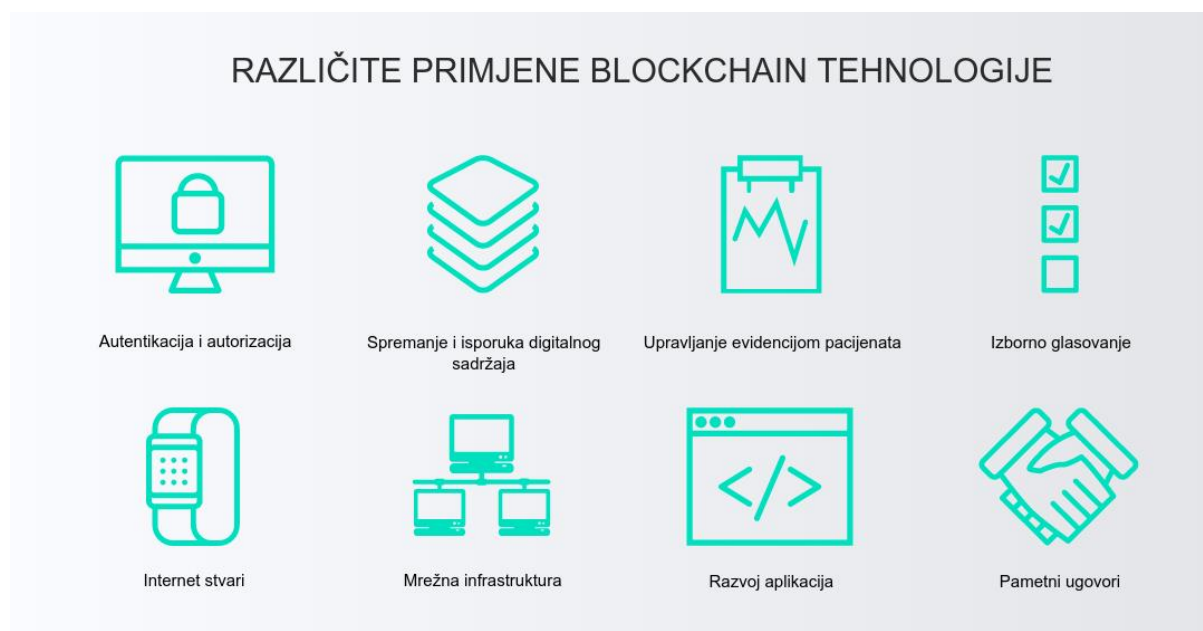 RAZLIČITE PRIMJENE BLOCKCHAIN TEHNOLOGIJE
Autentikacija i autorizacija
Spremanje i isporuka digitalnog
sadržaja
Upravljanje evidencijom pacijenata
Izborno glasovanje
Internet stvari
Mrežna infrastruktura
Razvoj aplikacija
Pametni ugovori